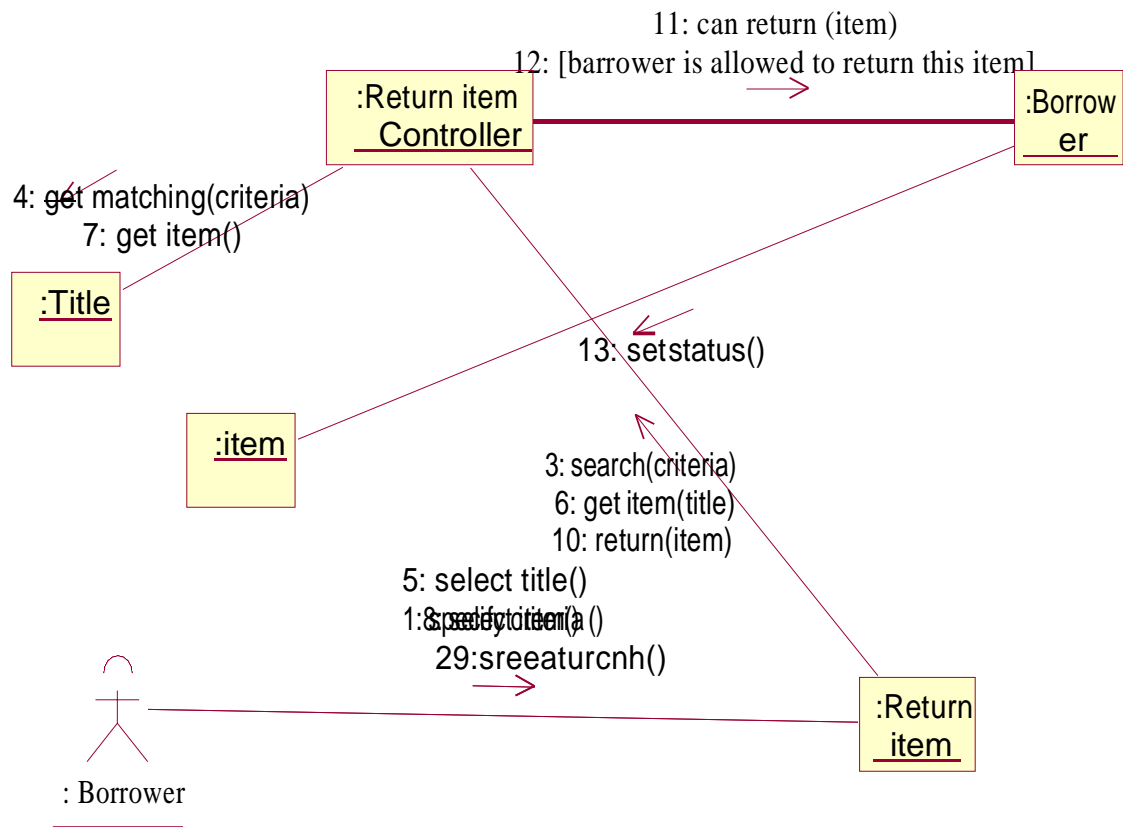 11: can return (item)
12: [barrower is allowed to return this item]
:Return item
Controller
:Borrow
er
4: get matching(criteria)
7: get item()
:Title
13: setstatus()
:item
3: search(criteria)
6: get item(title)
10: return(item)
5: select title()
:Return
item
: Borrower